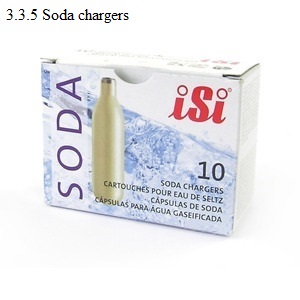 3.3.5 Soda chargers
SODA
iSi
10
SODA CHARGERS
CARTOUCHES POUR EAU DE SELTZ
CÁPSULAS DE SODA
CÁPSULAS PARA ÁGUA GASEIFICADA